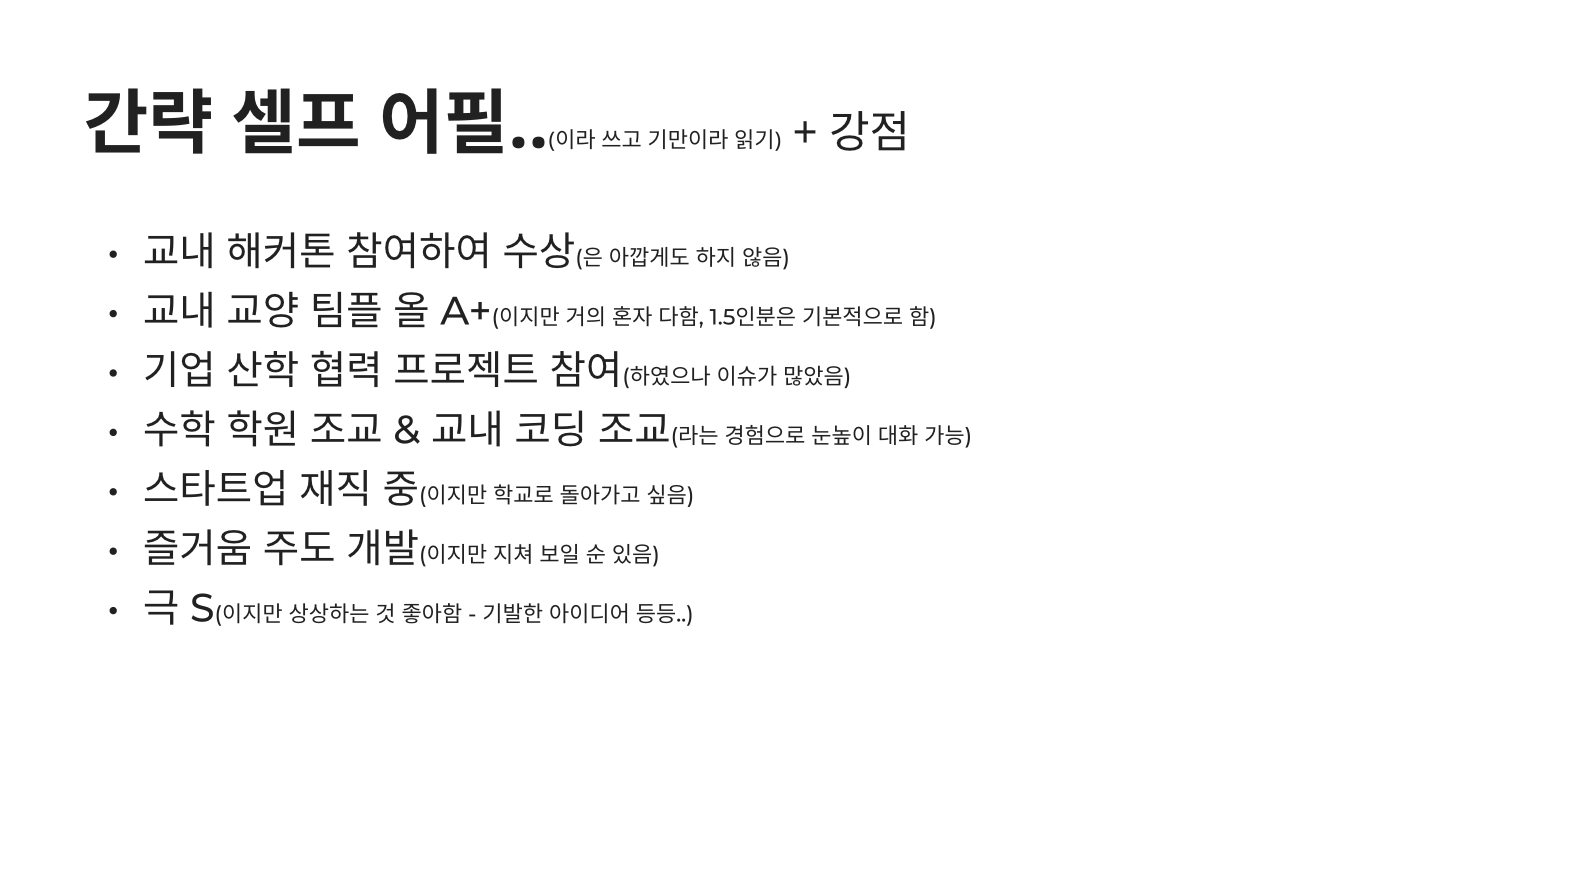 간략 셀프 어필..(이라 쓰고 기만이라 읽기) + 강점
• 교내 해커톤 참여하여 수상(은 아깝게도 하지 않음)
• 교내 교양 팀플 올 A+(이지만 거의 혼자 다함, 1.5인분은 기본적으로 함)
• 기업 산학 협력 프로젝트 참여(하였으나 이슈가 많았음)
• 수학 학원 조교 & 교내 코딩 조교(라는 경험으로 눈높이 대화 가능)
• 스타트업 재직 중(이지만 학교로 돌아가고 싶음)
• 즐거움 주도 개발(이지만 지쳐 보일 순 있음)
• 극 S(이지만 상상하는 것 좋아함 - 기발한 아이디어 등등..)